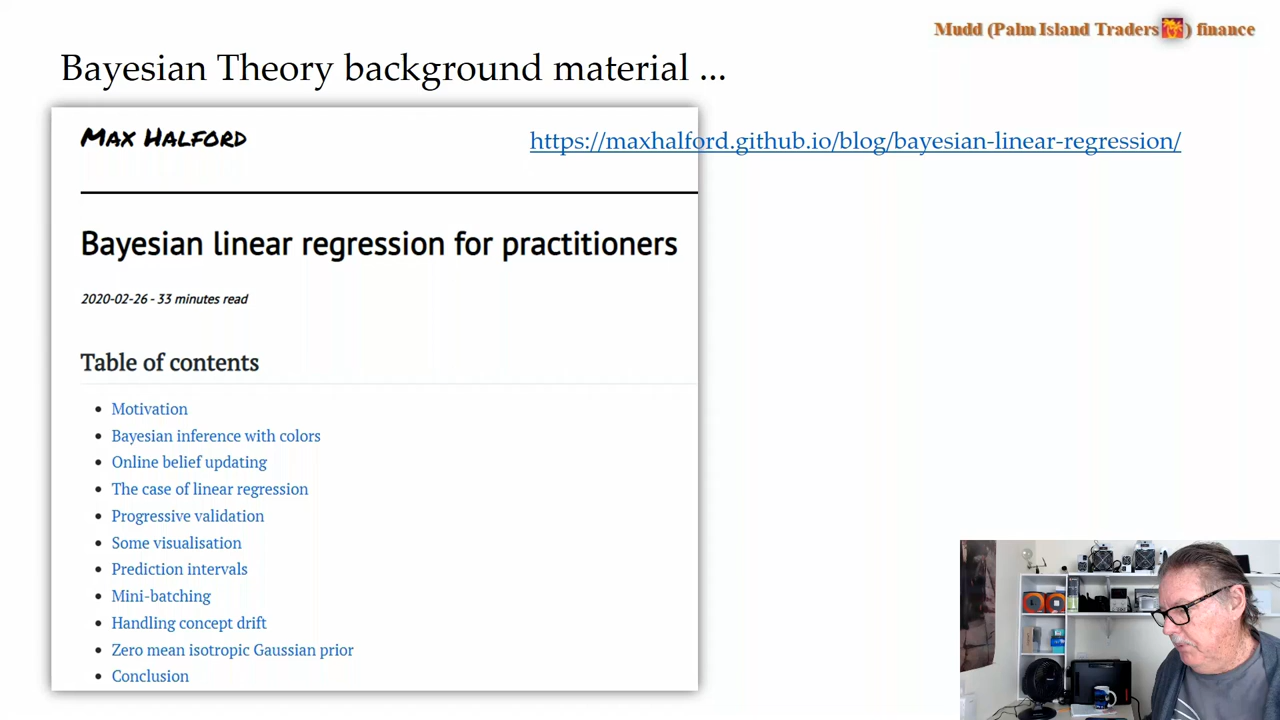 Mudd (Palm Island Traders ) finance
Bayesian Theory background material ...
MAX HALFORD
https://maxhalford.github.io/blog/bayesian-linear-regression/
Bayesian linear regression for practitioners
2020-02-26 - 33 minutes read
Table of contents
• Motivation
• Bayesian inference with colors
• Online belief updating
• The case of linear regression
• Progressive validation
• Some visualisation
• Prediction intervals
• Mini-batching
• Handling concept drift
• Zero mean isotropic Gaussian prior
• Conclusion